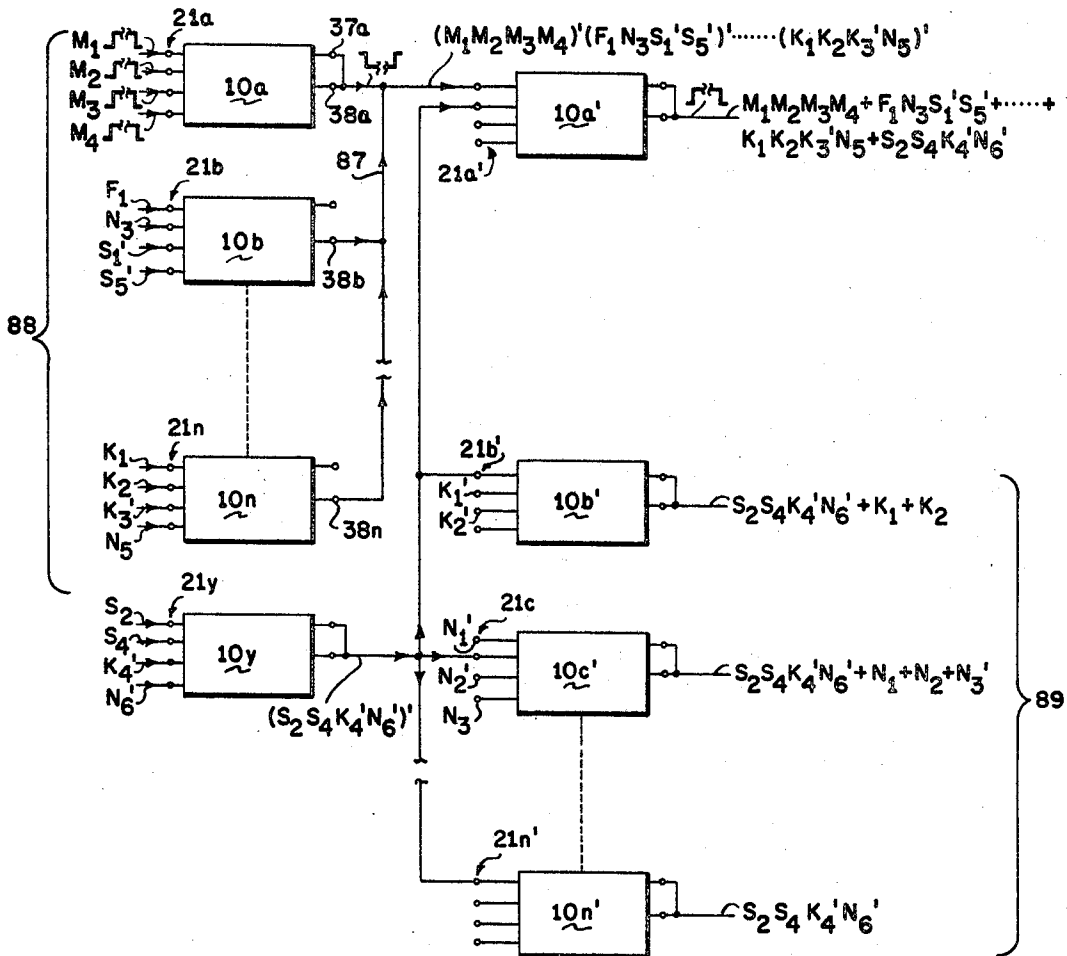 21a
37a
M₁
M₂
M₃
M₄
10a
38a
(M₁M₂M₃M₄)'(F₁N₃S₁'S₅')'······(K₁K₂K₃'N₅)'
10a'
21a'
M₁M₂M₃M₄+F₁N₃S₁'S₅'+······+
K₁K₂K₃'N₅+S₂S₄K₄'N₆'
87
21b
F₁
N₃
S₁'
S₅'
10b
38b
88
21n
K₁
K₂
K₃'
N₅
10n
38n
21b'
K₁'
K₂'
10b'
S₂S₄K₄'N₆'+K₁+K₂
21y
S₂
S₄
K₄'
N₆'
10y
(S₂S₄K₄'N₆')'
21c
N₁'
N₂'
N₃
10c'
S₂S₄K₄'N₆'+N₁+N₂+N₃'
89
21n'
10n'
S₂S₄K₄'N₆'